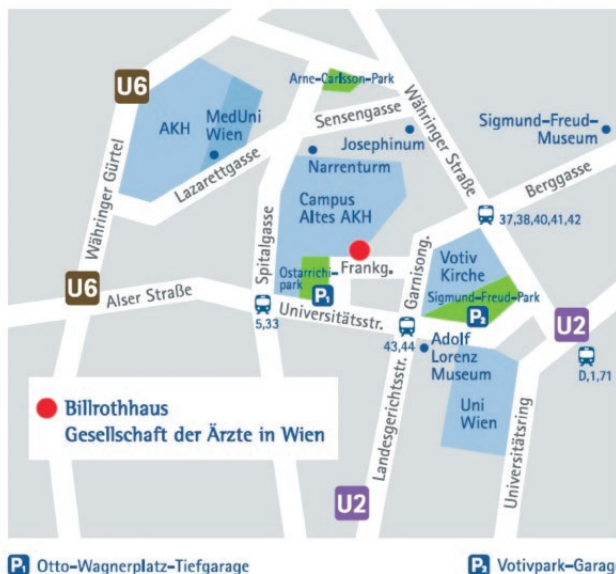 U6
Arne-Carlsson-Park
AKH
MedUni
Wien
Sensengasse
Josephinum
Währinger Straße
Sigmund-Freud-
Museum
Lazarettgasse
Narrenturm
Berggasse
Währinger Gürtel
Campus
Altes AKH
37,38,40,41,42
Spitalgasse
Garnisong.
Votiv
Kirche
U6
Alser Straße
Ostarrichi-
park
Frankg.
P1
Sigmund-Freud-Park
P2
5,33
Universitätsstr.
U2
43,44
Adolf
Lorenz
Museum
D,1,71
Billrothhaus
Gesellschaft der Ärzte in Wien
Landesgerichtsstr.
Uni
Wien
Universitätsring
U2
P1 Otto-Wagnerplatz-Tiefgarage
P2 Votivpark-Garag